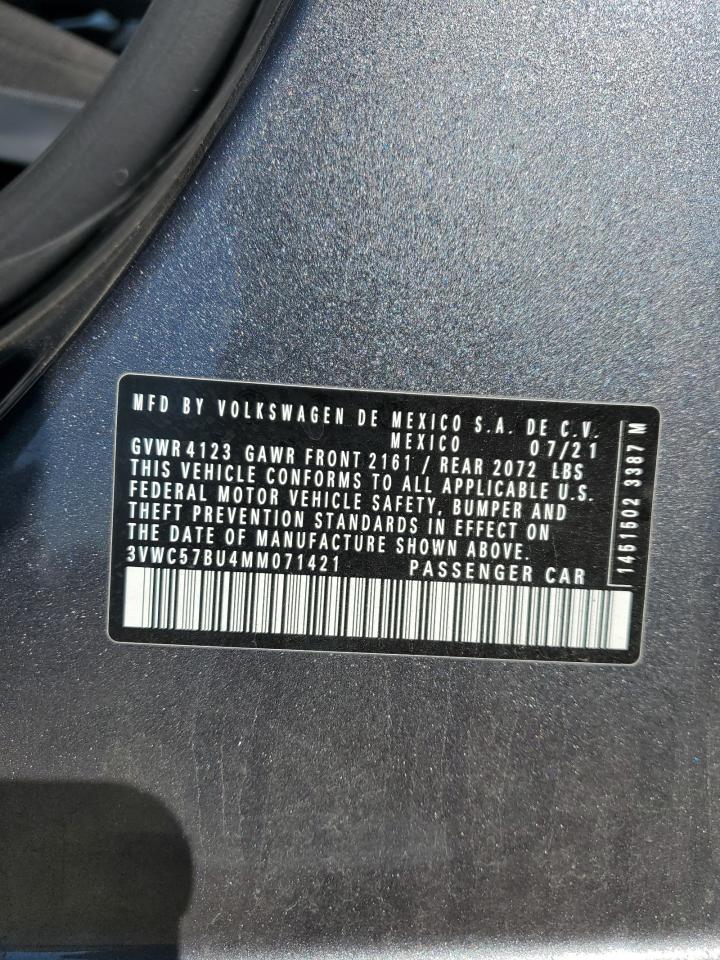 MFD BY VOLKSWAGEN DE MEXICO S.A. DE C.V.
MEXICO 07/21
GVWR 4123 GAWR FRONT 2161 / REAR 2072 LBS
THIS VEHICLE CONFORMS TO ALL APPLICABLE U.S.
FEDERAL MOTOR VEHICLE SAFETY, BUMPER AND
THEFT PREVENTION STANDARDS IN EFFECT ON
THE DATE OF MANUFACTURE SHOWN ABOVE.
3VWC57BU4MM071421 PASSENGER CAR
1451502 3387 M